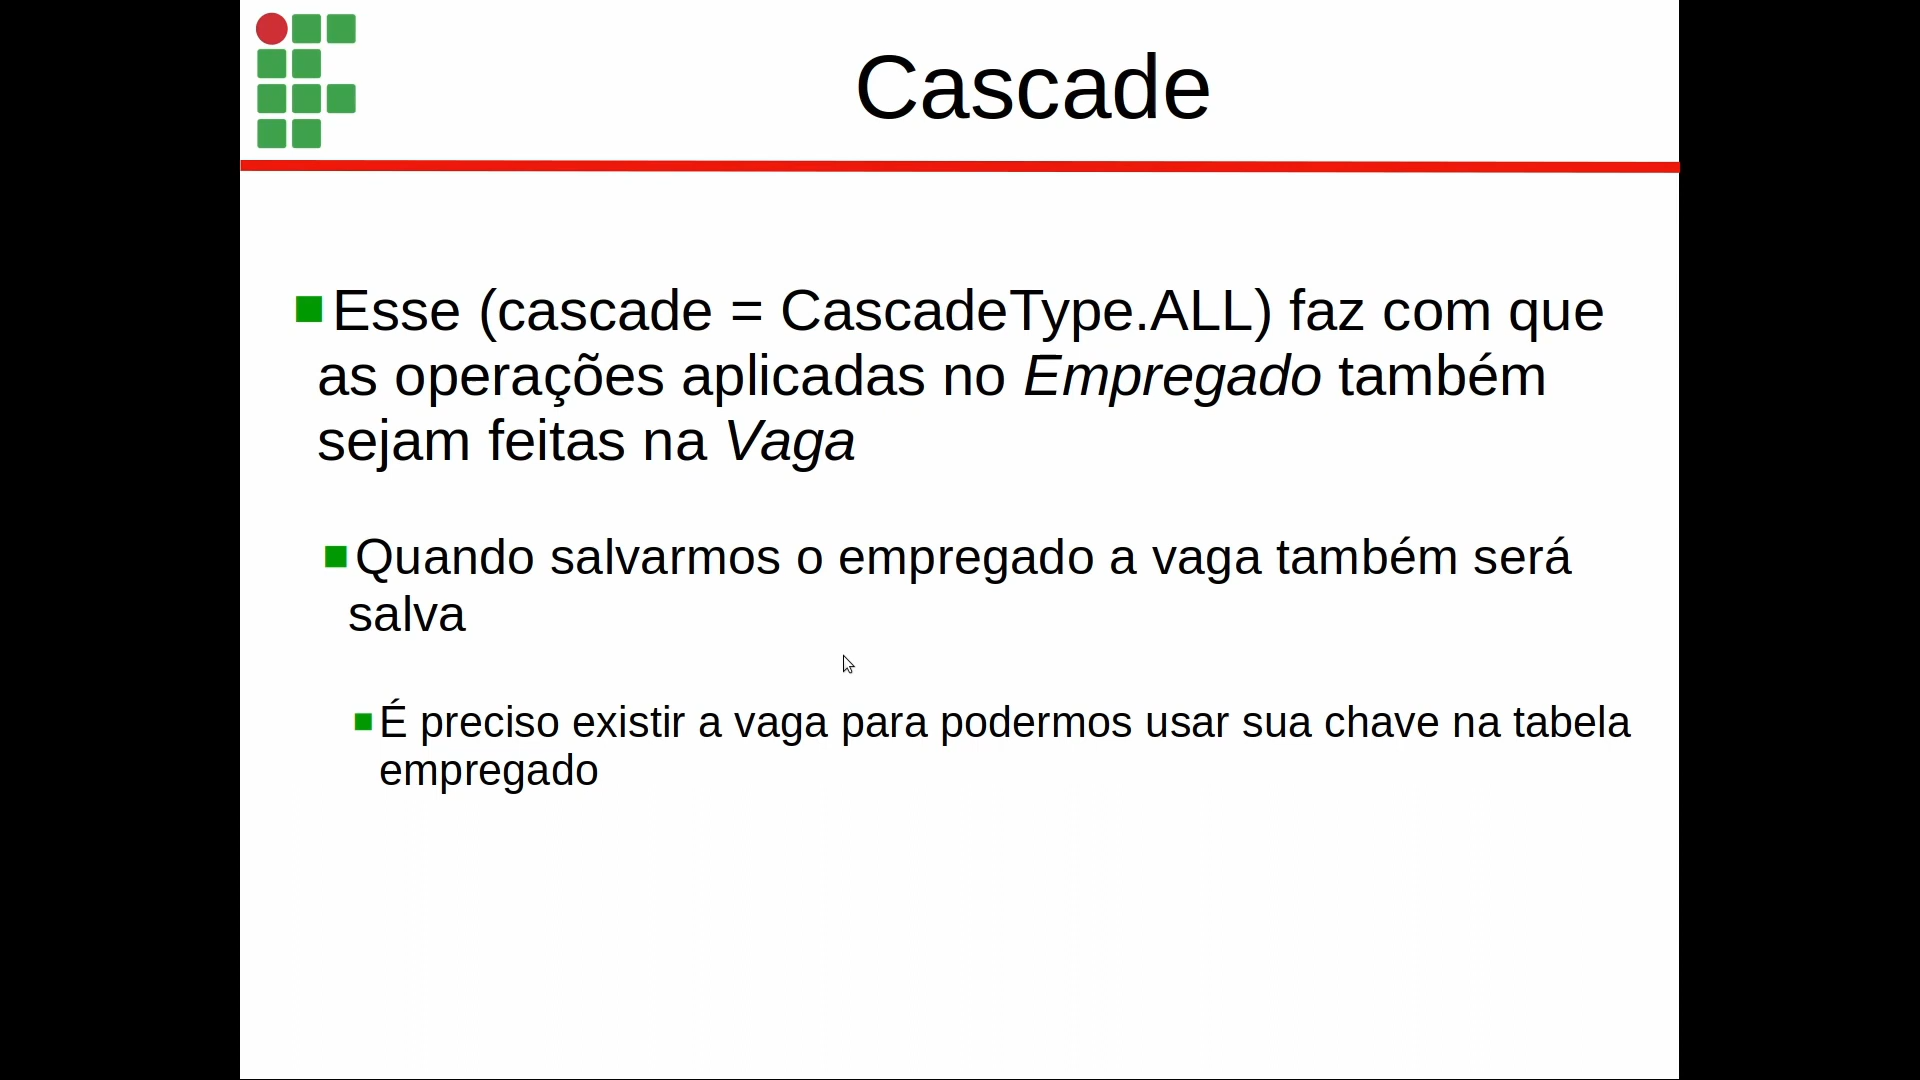 Cascade
Esse (cascade = CascadeType.ALL) faz com que
as operações aplicadas no Empregado também
sejam feitas na Vaga
Quando salvarmos o empregado a vaga também será
salva
É preciso existir a vaga para podermos usar sua chave na tabela
empregado